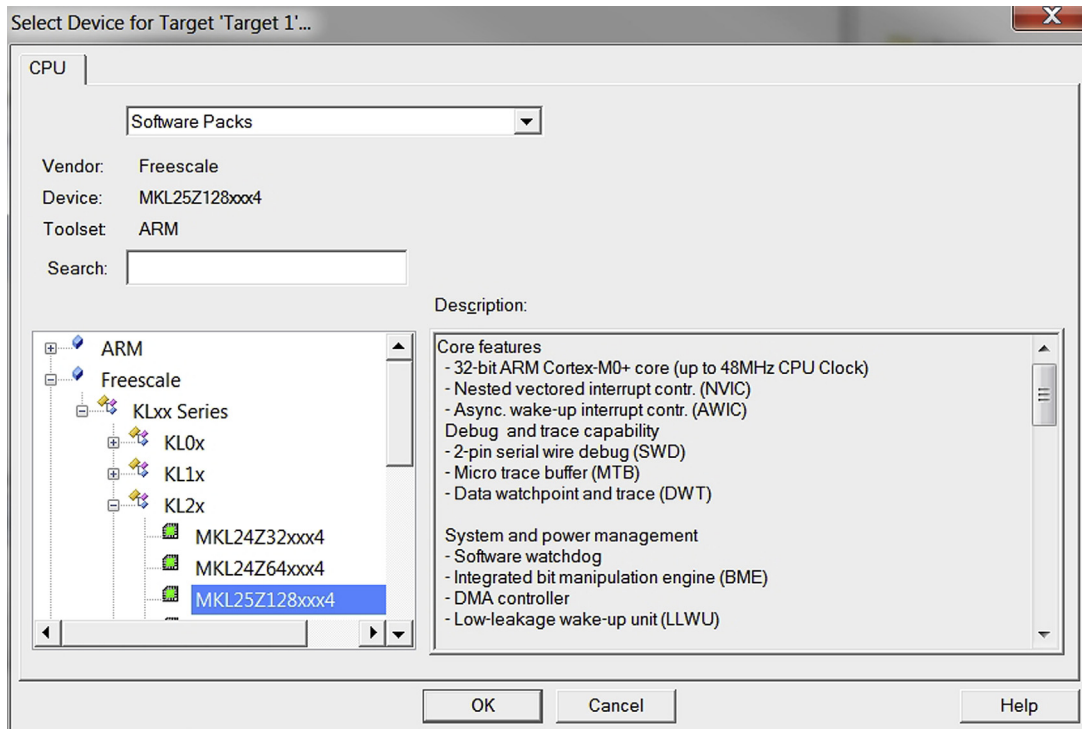 Select Device for Target 'Target 1'...
CPU
Software Packs
Vendor: Freescale
Device: MKL25Z128xxx4
Toolset: ARM
Search:
Description:
ARM
Freescale
KLxx Series
KL0x
KL1x
KL2x
MKL24Z32xxx4
MKL24Z64xxx4
MKL25Z128xxx4
Core features
- 32-bit ARM Cortex-M0+ core (up to 48MHz CPU Clock)
- Nested vectored interrupt contr. (NVIC)
- Async. wake-up interrupt contr. (AWIC)
Debug and trace capability
- 2-pin serial wire debug (SWD)
- Micro trace buffer (MTB)
- Data watchpoint and trace (DWT)
System and power management
- Software watchdog
- Integrated bit manipulation engine (BME)
- DMA controller
- Low-leakage wake-up unit (LLWU)
OK
Cancel
Help